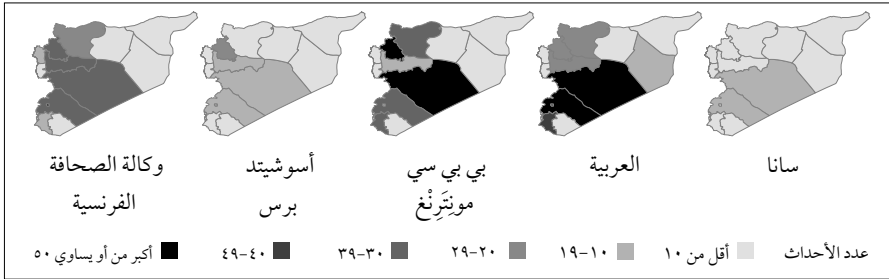 سانا
العربية
بي بي سي
مونِتَرِنْغ
أسوشيتد
برس
وكالة الصحافة
الفرنسية
عدد الأحداث أقل من ١٠ ١٠-١٩ ٢٠-٢٩ ٣٠-٣٩ ٤٠-٤٩ أكبر من أو يساوي ٥٠